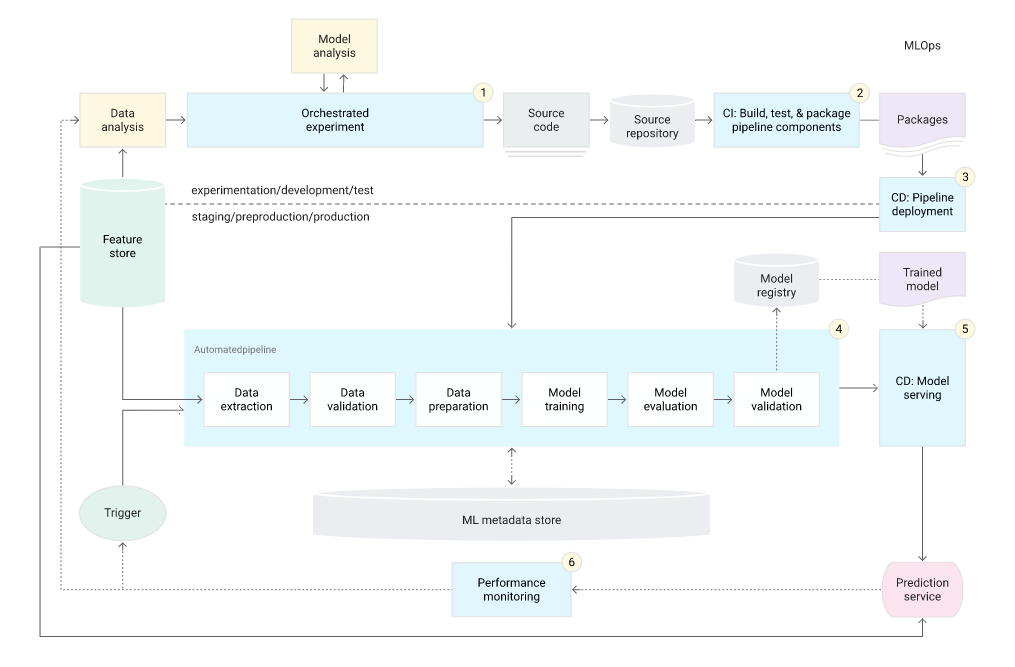 Model
analysis
MLOps
1
2
Data
analysis
Orchestrated
experiment
Source
code
Source
repository
CI: Build, test, & package
pipeline components
Packages
3
experimentation/development/test
CD: Pipeline
deployment
staging/preproduction/production
Feature
store
Model
registry
Trained
model
4
5
Automatedpipeline
Data
extraction
Data
validation
Data
preparation
Model
training
Model
evaluation
Model
validation
CD: Model
serving
Trigger
ML metadata store
6
Performance
monitoring
Prediction
service